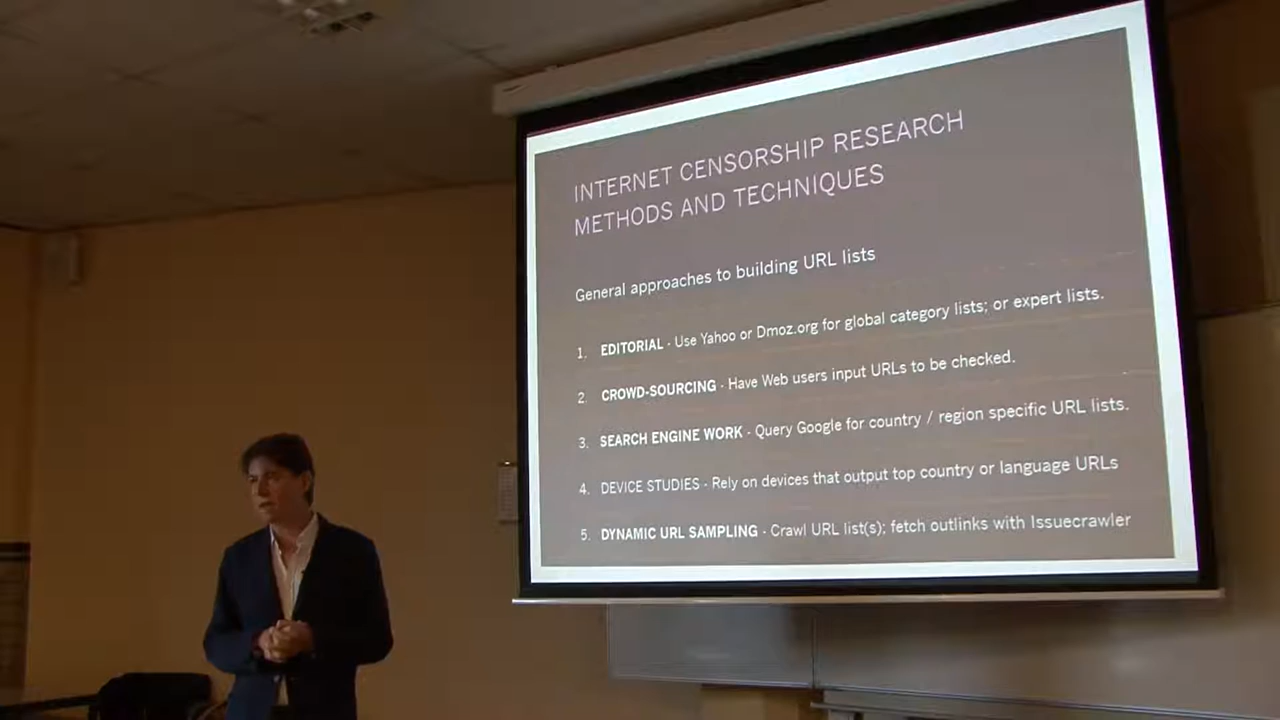 INTERNET CENSORSHIP RESEARCH
METHODS AND TECHNIQUES
General approaches to building URL lists
1. EDITORIAL - Use Yahoo or Dmoz.org for global category lists; or expert lists.
2. CROWD-SOURCING - Have Web users input URLs to be checked.
3. SEARCH ENGINE WORK - Query Google for country / region specific URL lists.
4. DEVICE STUDIES - Rely on devices that output top country or language URLs
5. DYNAMIC URL SAMPLING - Crawl URL list(s); fetch outlinks with Issuecrawler